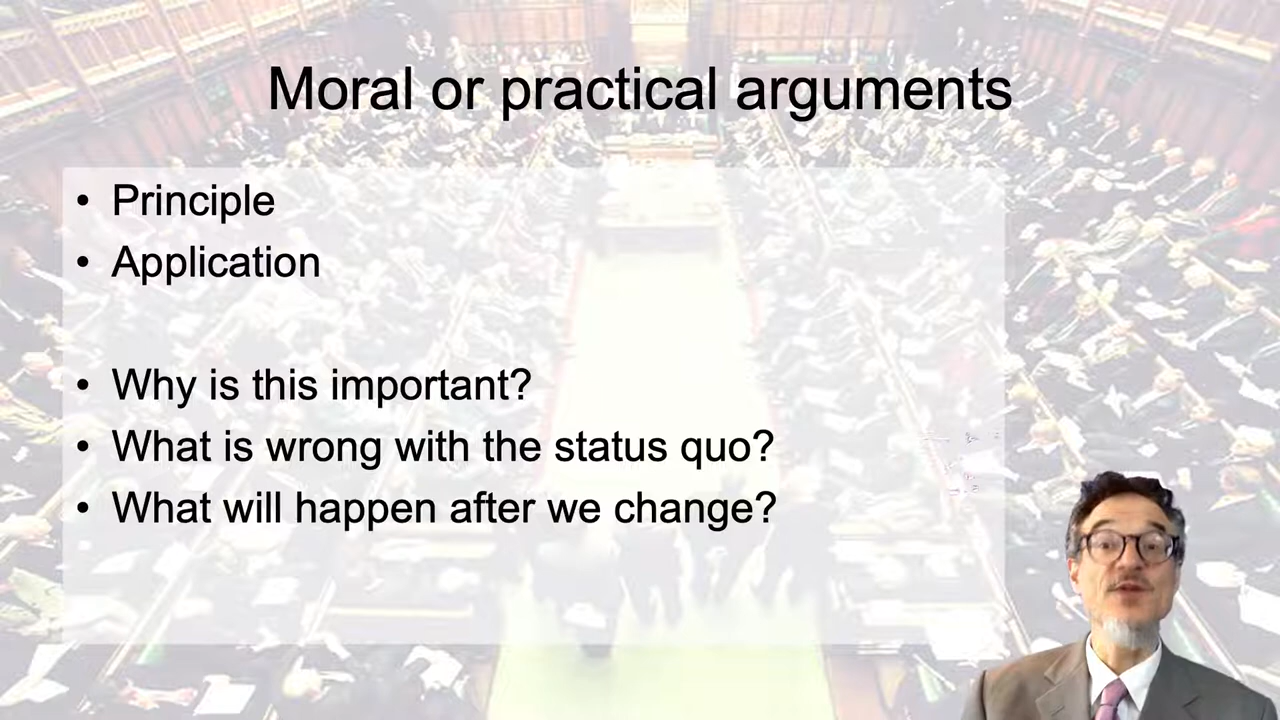 Moral or practical arguments
• Principle
• Application
• Why is this important?
• What is wrong with the status quo?
• What will happen after we change?